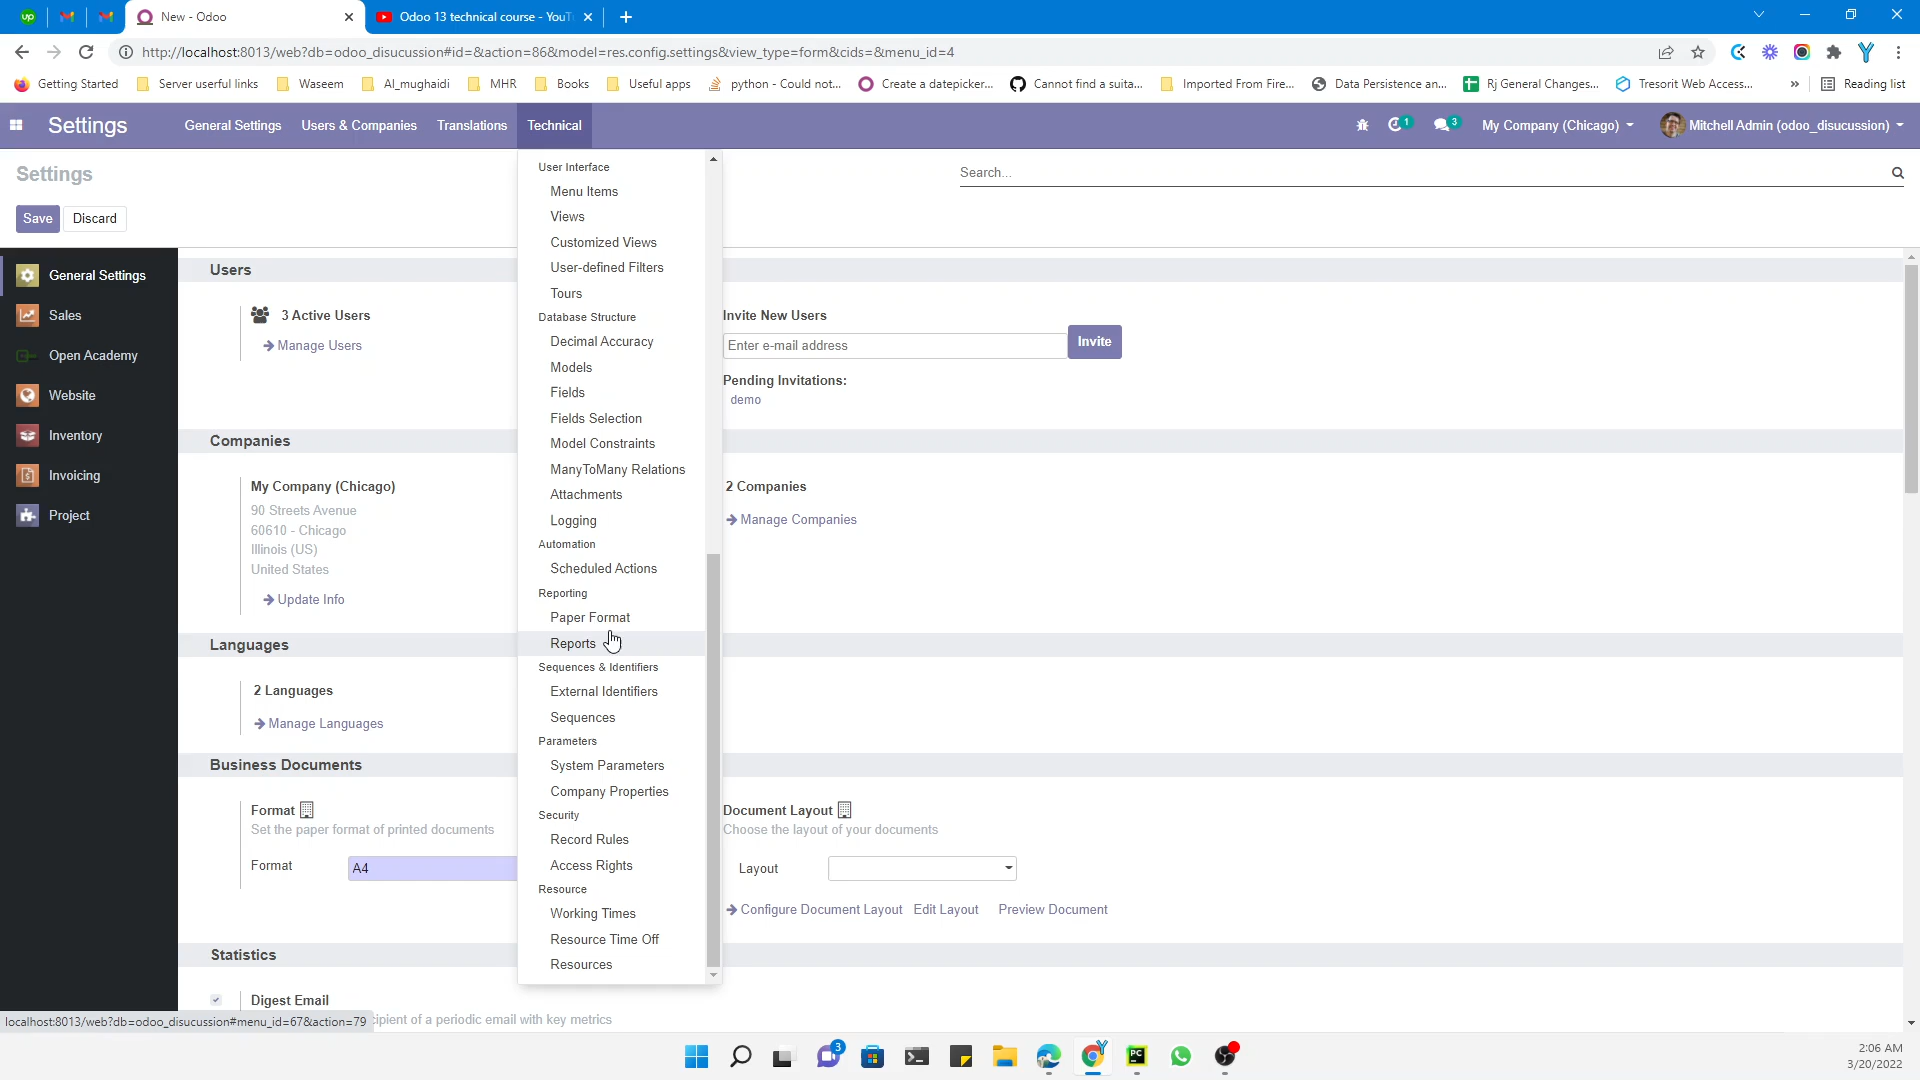 New - Odoo
Odoo 13 technical course - YouTu
http://localhost:8013/web?db=odoo_disucussion#id=&action=86&model=res.config.settings&view_type=form&cids=&menu_id=4
Getting Started
Server userful links
Waseem
Al_mughaidi
MHR
Books
Useful apps
python - Could not...
Create a datepicker...
Cannot find a suita...
Imported From Fire...
Data Persistence an...
Rj General Changes...
Tresorit Web Access...
Reading list
Settings
General Settings
Users & Companies
Translations
Technical
1
3
My Company (Chicago)
Mitchell Admin (odoo_disucussion)
Settings
Search...
Save
Discard
General Settings
Sales
Open Academy
Website
Inventory
Invoicing
Project
User Interface
Menu Items
Views
Customized Views
User-defined Filters
Tours
Database Structure
Decimal Accuracy
Models
Fields
Fields Selection
Model Constraints
ManyToMany Relations
Attachments
Logging
Automation
Scheduled Actions
Reporting
Paper Format
Reports
Sequences & Identifiers
External Identifiers
Sequences
Parameters
System Parameters
Company Properties
Security
Record Rules
Access Rights
Resource
Working Times
Resource Time Off
Resources
Users
3 Active Users
Manage Users
Invite New Users
Enter e-mail address
Invite
Pending Invitations:
demo
Companies
My Company (Chicago)
90 Streets Avenue
60610 - Chicago
Illinois (US)
United States
Update Info
2 Companies
Manage Companies
Languages
2 Languages
Manage Languages
Business Documents
Format
Set the paper format of printed documents
Format
A4
Document Layout
Choose the layout of your documents
Layout
Configure Document Layout
Edit Layout
Preview Document
Statistics
Digest Email
cipient of a periodic email with key metrics
localhost:8013/web?db=odoo_disucussion#menu_id=67&action=79
3
PC
2:06 AM
3/20/2022